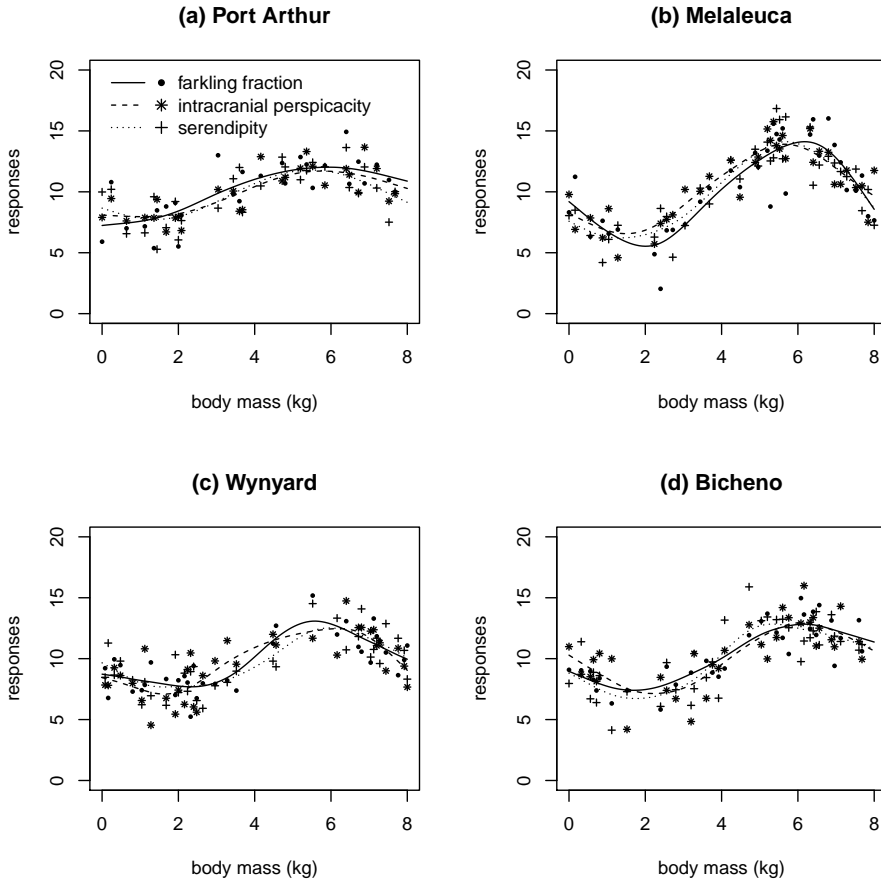 (a) Port Arthur
20
15
10
5
0
responses
farkling fraction
intracranial perspicacity
serendipity
0 2 4 6 8
body mass (kg)
(b) Melaleuca
20
15
10
5
0
responses
0 2 4 6 8
body mass (kg)
(c) Wynyard
20
15
10
5
0
responses
0 2 4 6 8
body mass (kg)
(d) Bicheno
20
15
10
5
0
responses
0 2 4 6 8
body mass (kg)